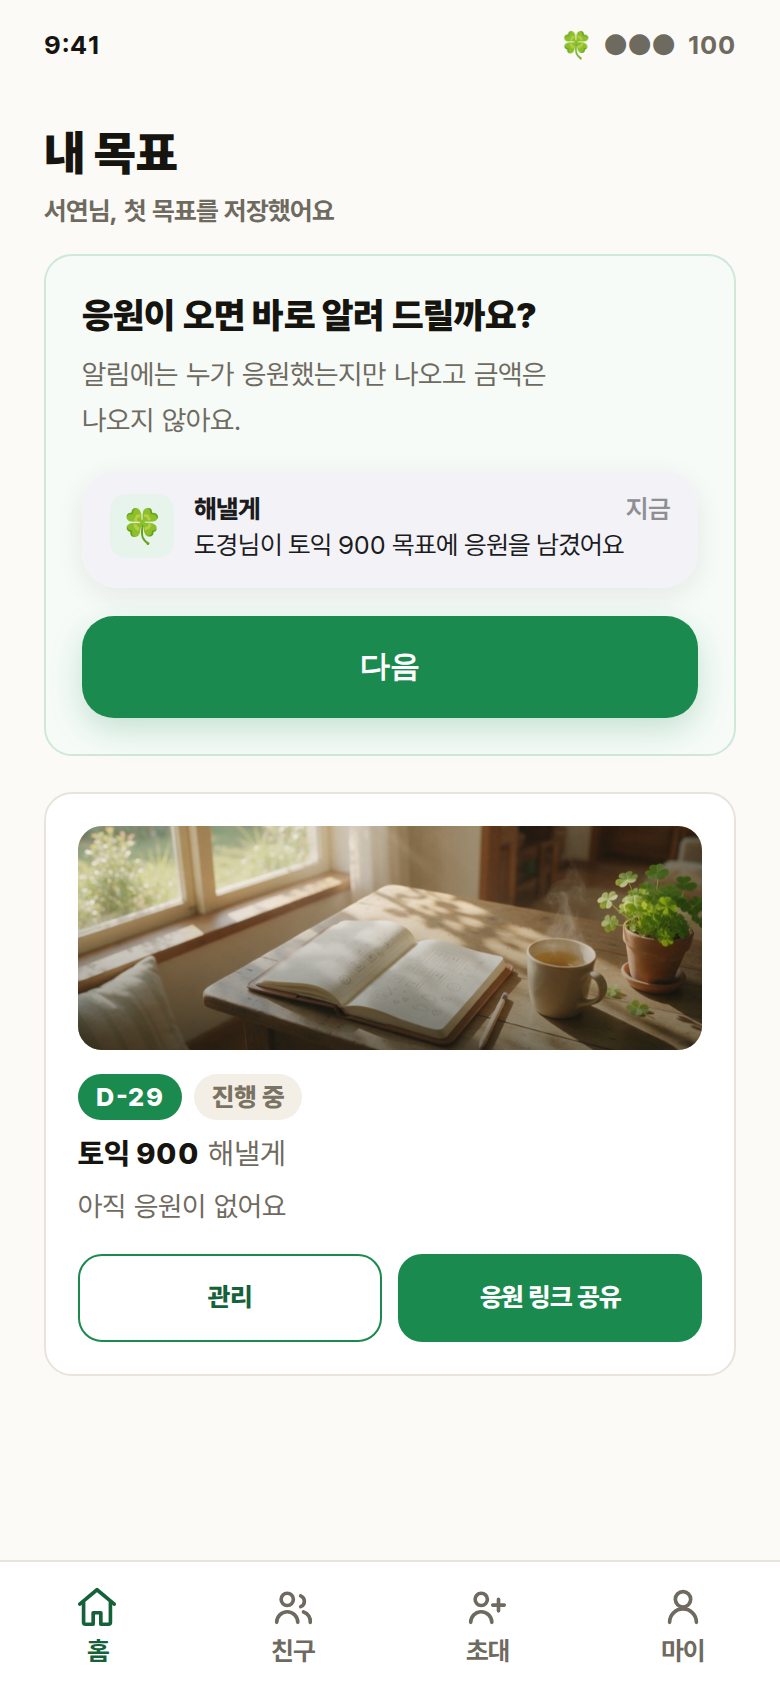 9:41
100
내 목표
서연님, 첫 목표를 저장했어요
응원이 오면 바로 알려 드릴까요?
알림에는 누가 응원했는지만 나오고 금액은
나오지 않아요.
해낼게 지금
도경님이 토익 900 목표에 응원을 남겼어요
다음
D-29 진행 중
토익 900 해낼게
아직 응원이 없어요
관리 응원 링크 공유
홈 친구 초대 마이